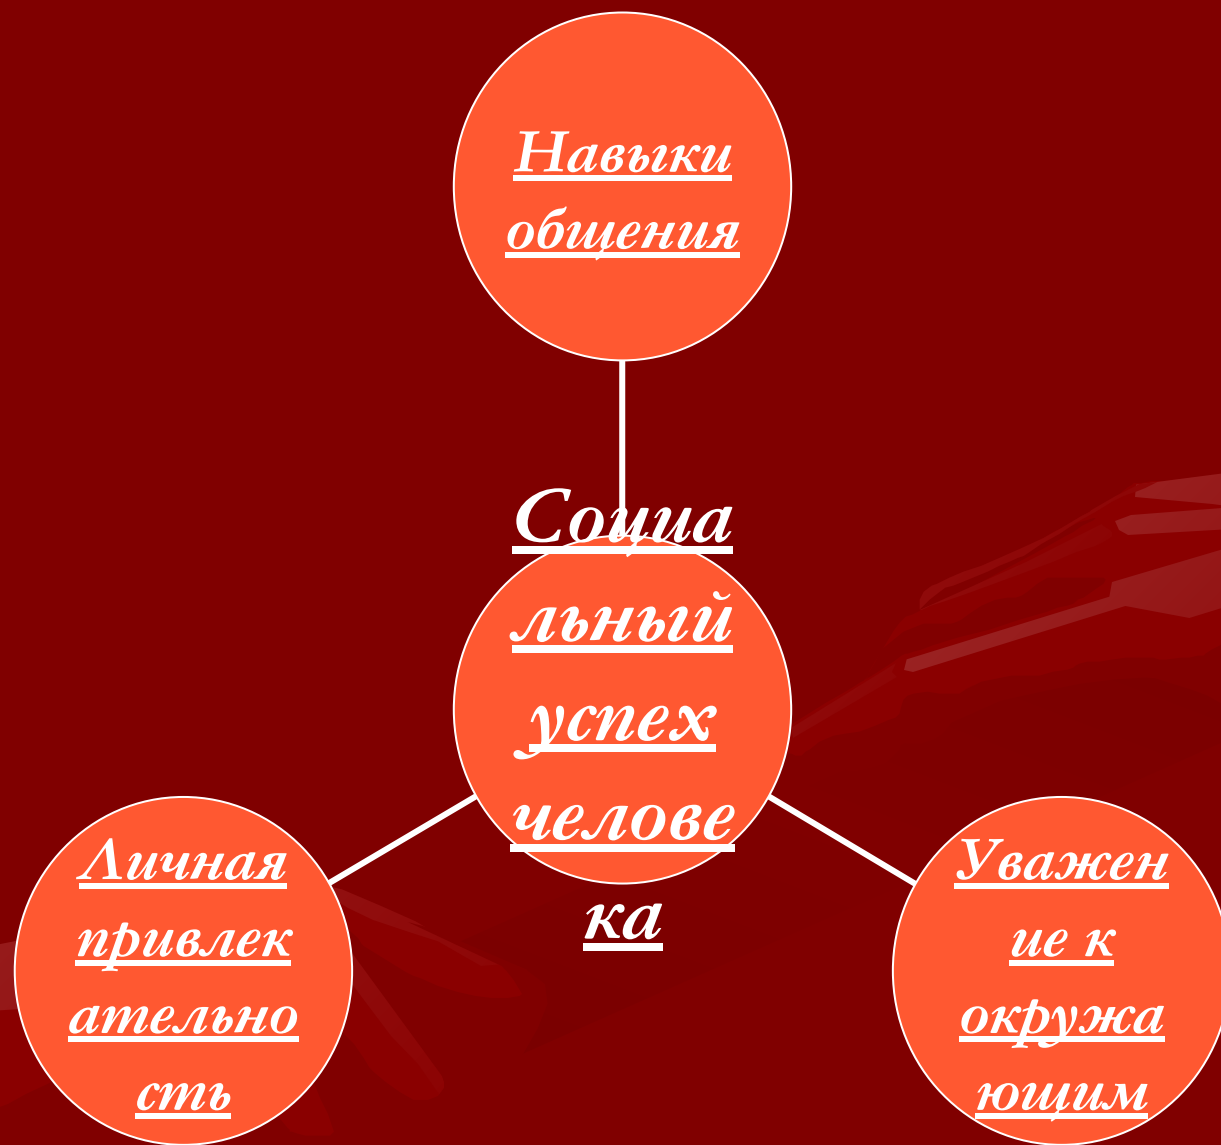 Навыки
общения
Социа
льный
успех
челове
ка
Личная
привлек
ательно
сть
Уважен
ие к
окружа
ющим